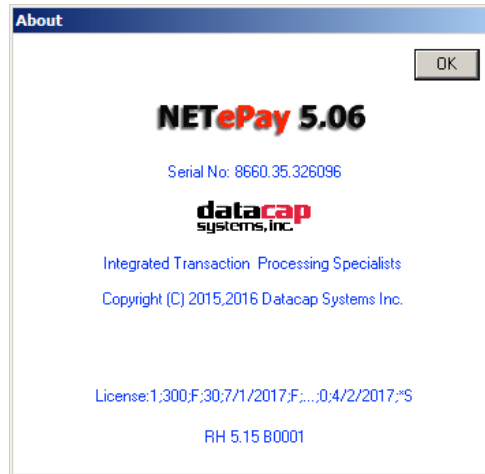 About
OK
NETePay 5.06
Serial No: 8660.35.326096
datacap
systems, inc.
Integrated Transaction Processing Specialists
Copyright (C) 2015,2016 Datacap Systems Inc.
License:1;300;F;30;7/1/2017;F;...;0;4/2/2017;*S
RH 5.15 B0001